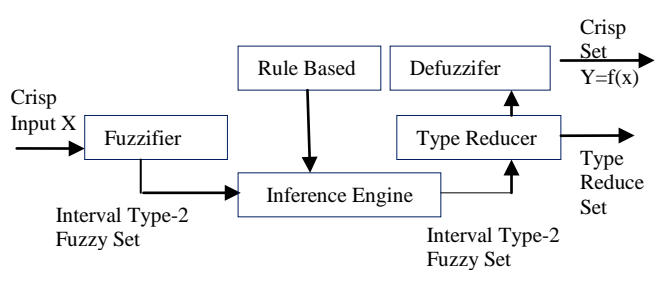 Crisp
Set
Y=f(x)
Rule Based
Defuzzifer
Crisp
Input X
Fuzzifier
Type Reducer
Type
Reduce
Set
Inference Engine
Interval Type-2
Fuzzy Set
Interval Type-2
Fuzzy Set